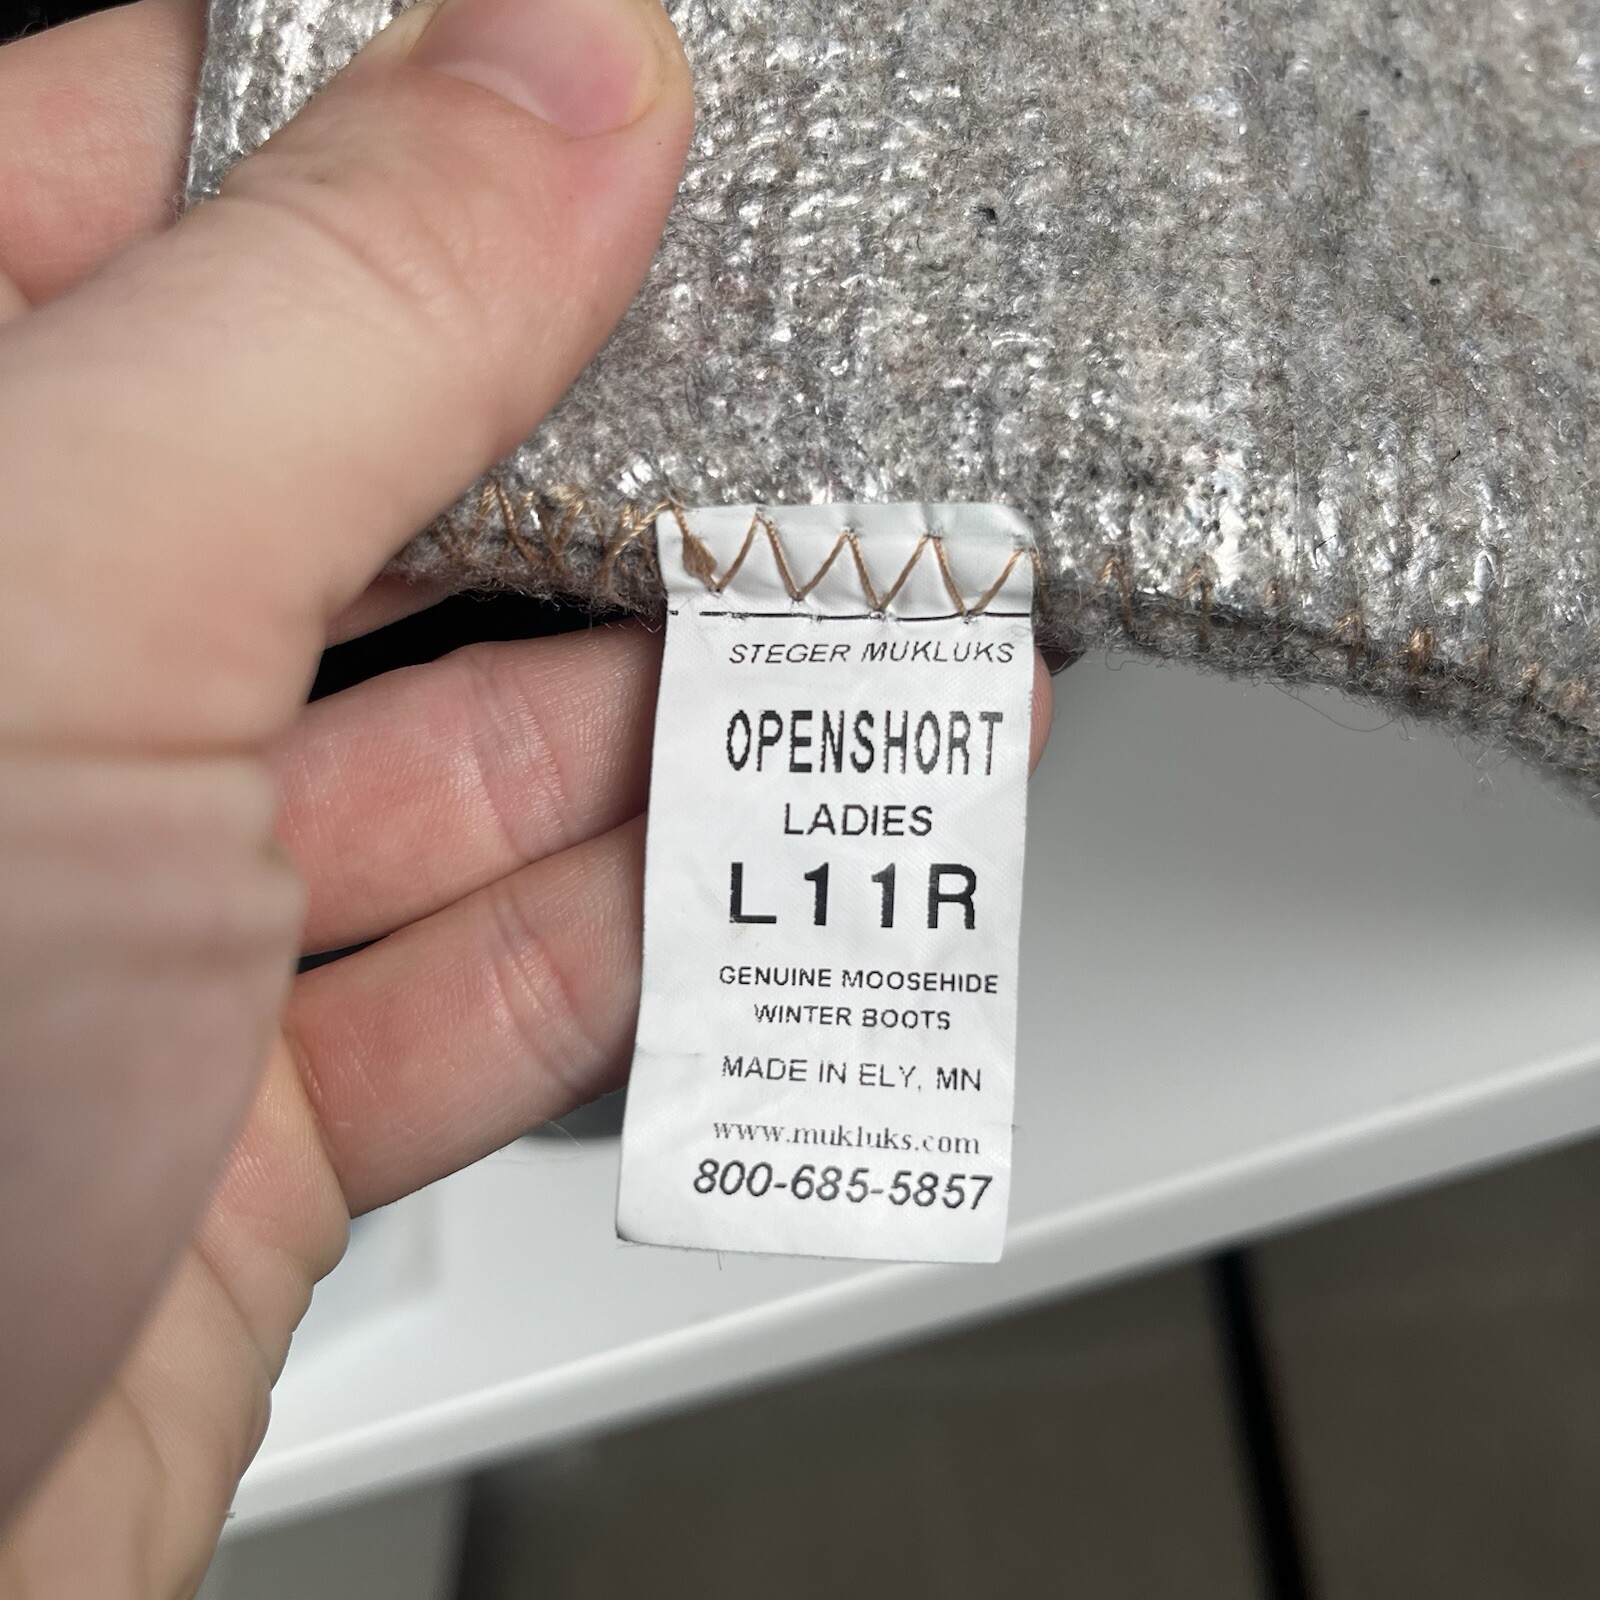 STEGER MUKLUKS
OPENSHORT
LADIES
L11R
GENUINE MOOSEHIDE
WINTER BOOTS
MADE IN ELY, MN
www.mukluks.com
800-685-5857